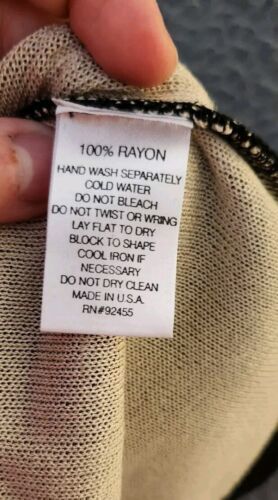 100% RAYON
HAND WASH SEPARATELY
COLD WATER
DO NOT BLEACH
DO NOT TWIST OR WRING
LAY FLAT TO DRY
BLOCK TO SHAPE
COOL IRON IF
NECESSARY
DO NOT DRY CLEAN
MADE IN U.S.A.
RN#92455